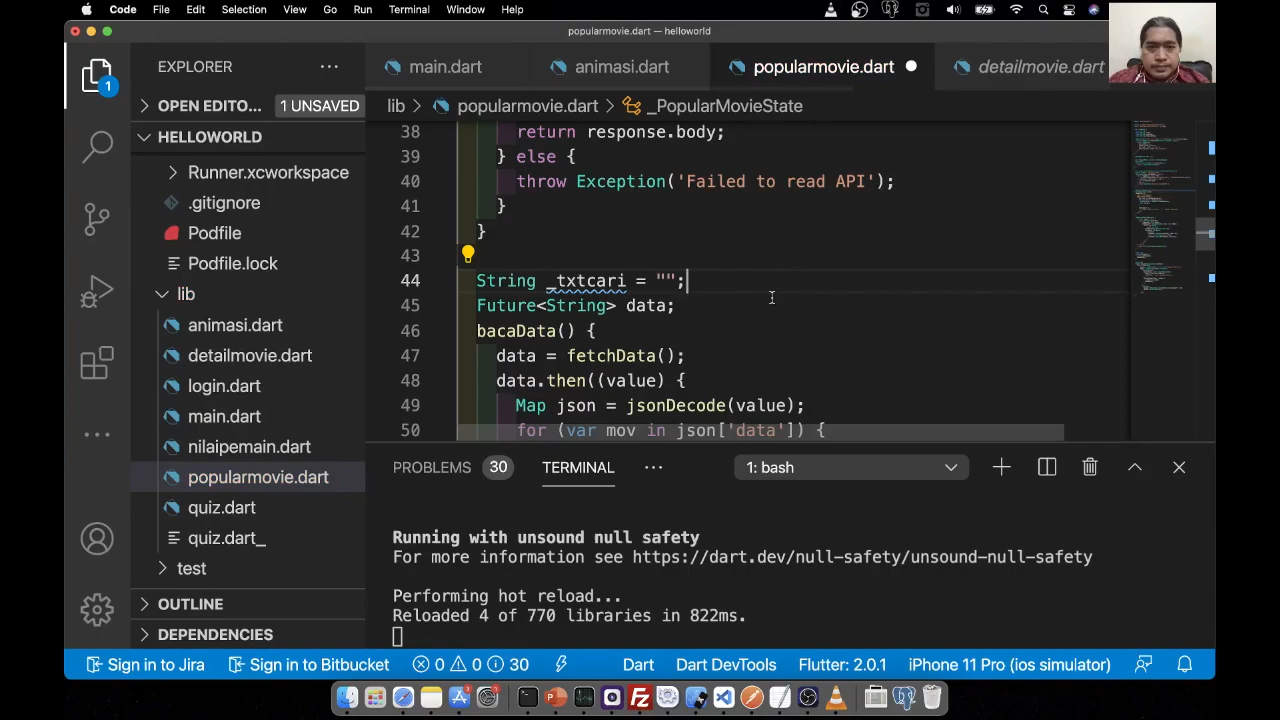 Code File Edit Selection View Go Run Terminal Window Help
popularmovie.dart — helloworld
EXPLORER
main.dart animasi.dart popularmovie.dart detailmovie.dart
OPEN EDITO... 1 UNSAVED
lib > popularmovie.dart > _PopularMovieState
HELLOWORLD
Runner.xcworkspace
.gitignore
Podfile
Podfile.lock
lib
animasi.dart
detailmovie.dart
login.dart
main.dart
nilaipemain.dart
popularmovie.dart
quiz.dart
quiz.dart_
test
OUTLINE
DEPENDENCIES
1
38 return response.body;
39 } else {
40 throw Exception('Failed to read API');
41 }
42 }
43
44 String _txtcari = "";
45 Future<String> data;
46 bacaData() {
47 data = fetchData();
48 data.then((value) {
49 Map json = jsonDecode(value);
50 for (var mov in json['data']) {
PROBLEMS 30 TERMINAL ... 1: bash
Running with unsound null safety
For more information see https://dart.dev/null-safety/unsound-null-safety
Performing hot reload...
Reloaded 4 of 770 libraries in 822ms.
Sign in to Jira Sign in to Bitbucket 0 0 30 Dart Dart DevTools Flutter: 2.0.1 iPhone 11 Pro (ios simulator)